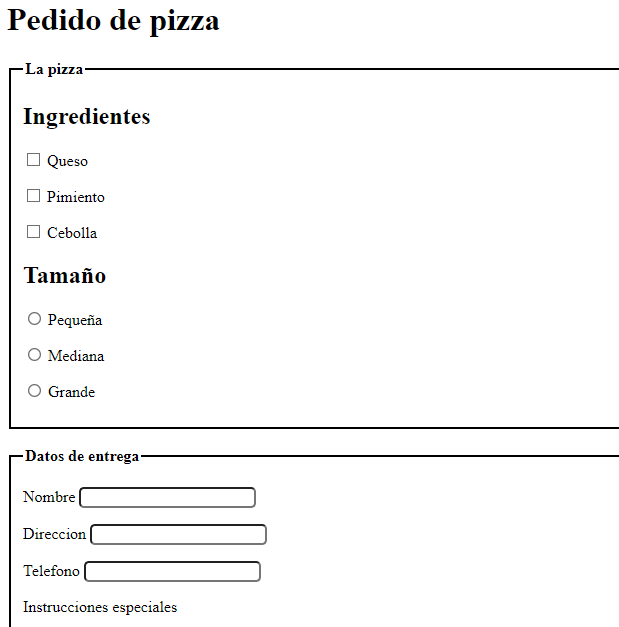 Pedido de pizza
La pizza
Ingredientes
Queso
Pimiento
Cebolla
Tamaño
Pequeña
Mediana
Grande
Datos de entrega
Nombre
Direccion
Telefono
Instrucciones especiales